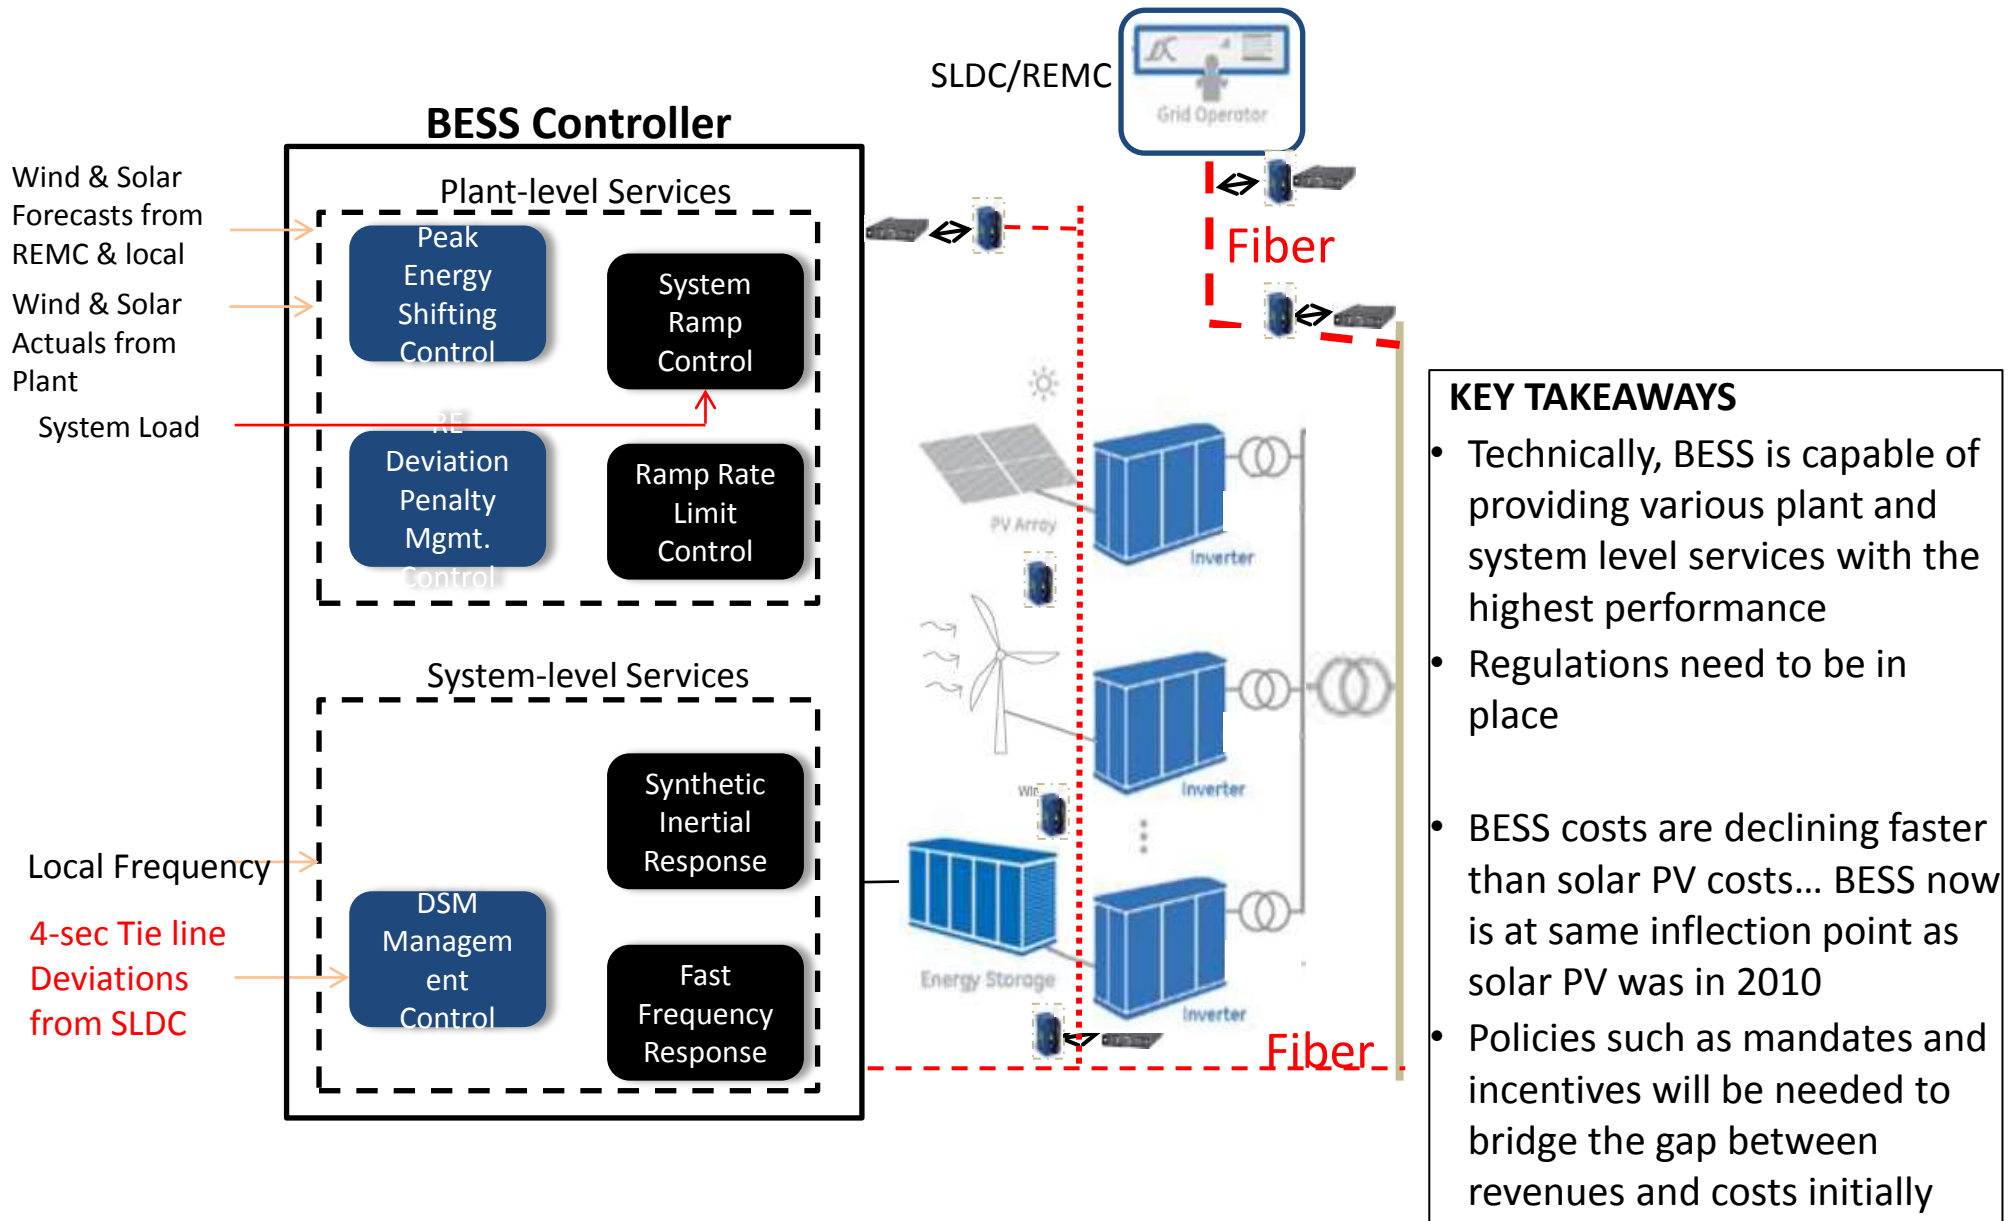 SLDC/REMC
Grid Operator
BESS Controller
Wind & Solar
Forecasts from
REMC & local
Wind & Solar
Actuals from
Plant
System Load
Plant-level Services
Peak
Energy
Shifting
Control
System
Ramp
Control
RE
Deviation
Penalty
Mgmt.
Control
Ramp Rate
Limit
Control
System-level Services
Synthetic
Inertial
Response
Local Frequency
4-sec Tie line
Deviations
from SLDC
DSM
Managem
ent
Control
Fast
Frequency
Response
Fiber
PV Array
Inverter
Inverter
Energy Storage
Inverter
Fiber
KEY TAKEAWAYS
• Technically, BESS is capable of
providing various plant and
system level services with the
highest performance
• Regulations need to be in
place
• BESS costs are declining faster
than solar PV costs... BESS now
is at same inflection point as
solar PV was in 2010
• Policies such as mandates and
incentives will be needed to
bridge the gap between
revenues and costs initially